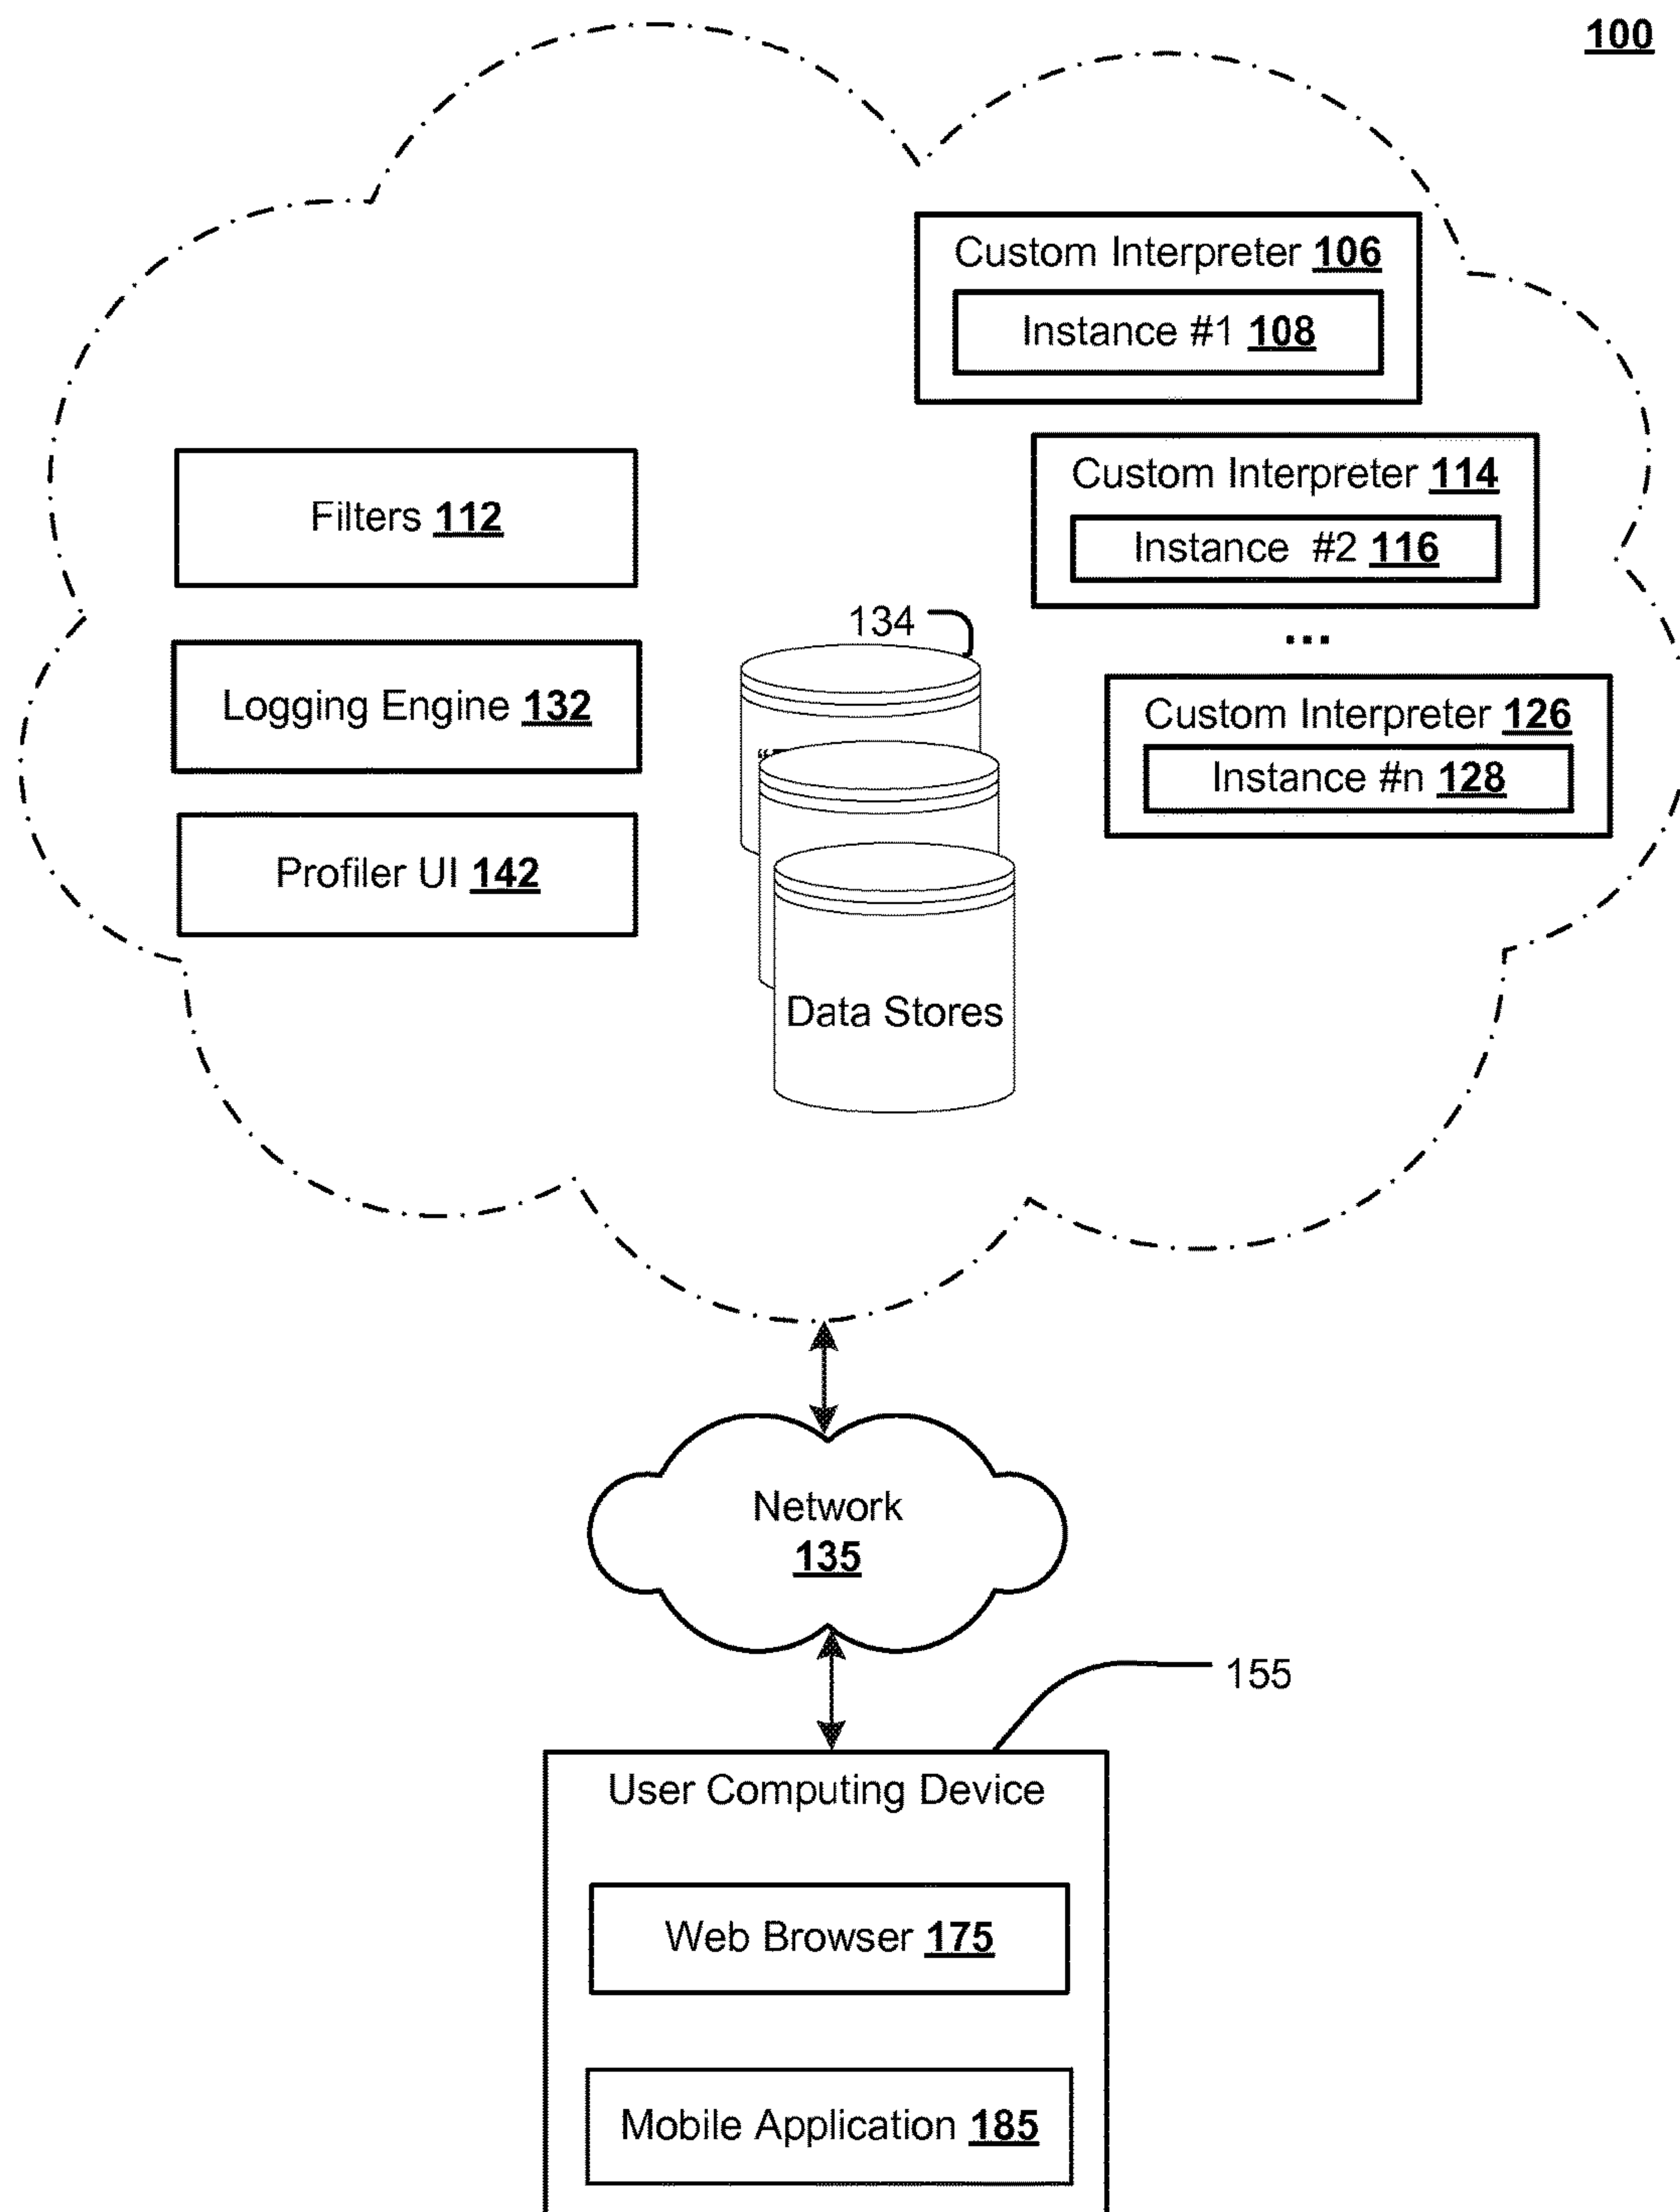 100
Custom Interpreter 106
Instance #1 108
Custom Interpreter 114
Filters 112
Instance #2 116
134
...
Logging Engine 132
Custom Interpreter 126
Instance #n 128
Profiler UI 142
Data Stores
Network
135
155
User Computing Device
Web Browser 175
Mobile Application 185